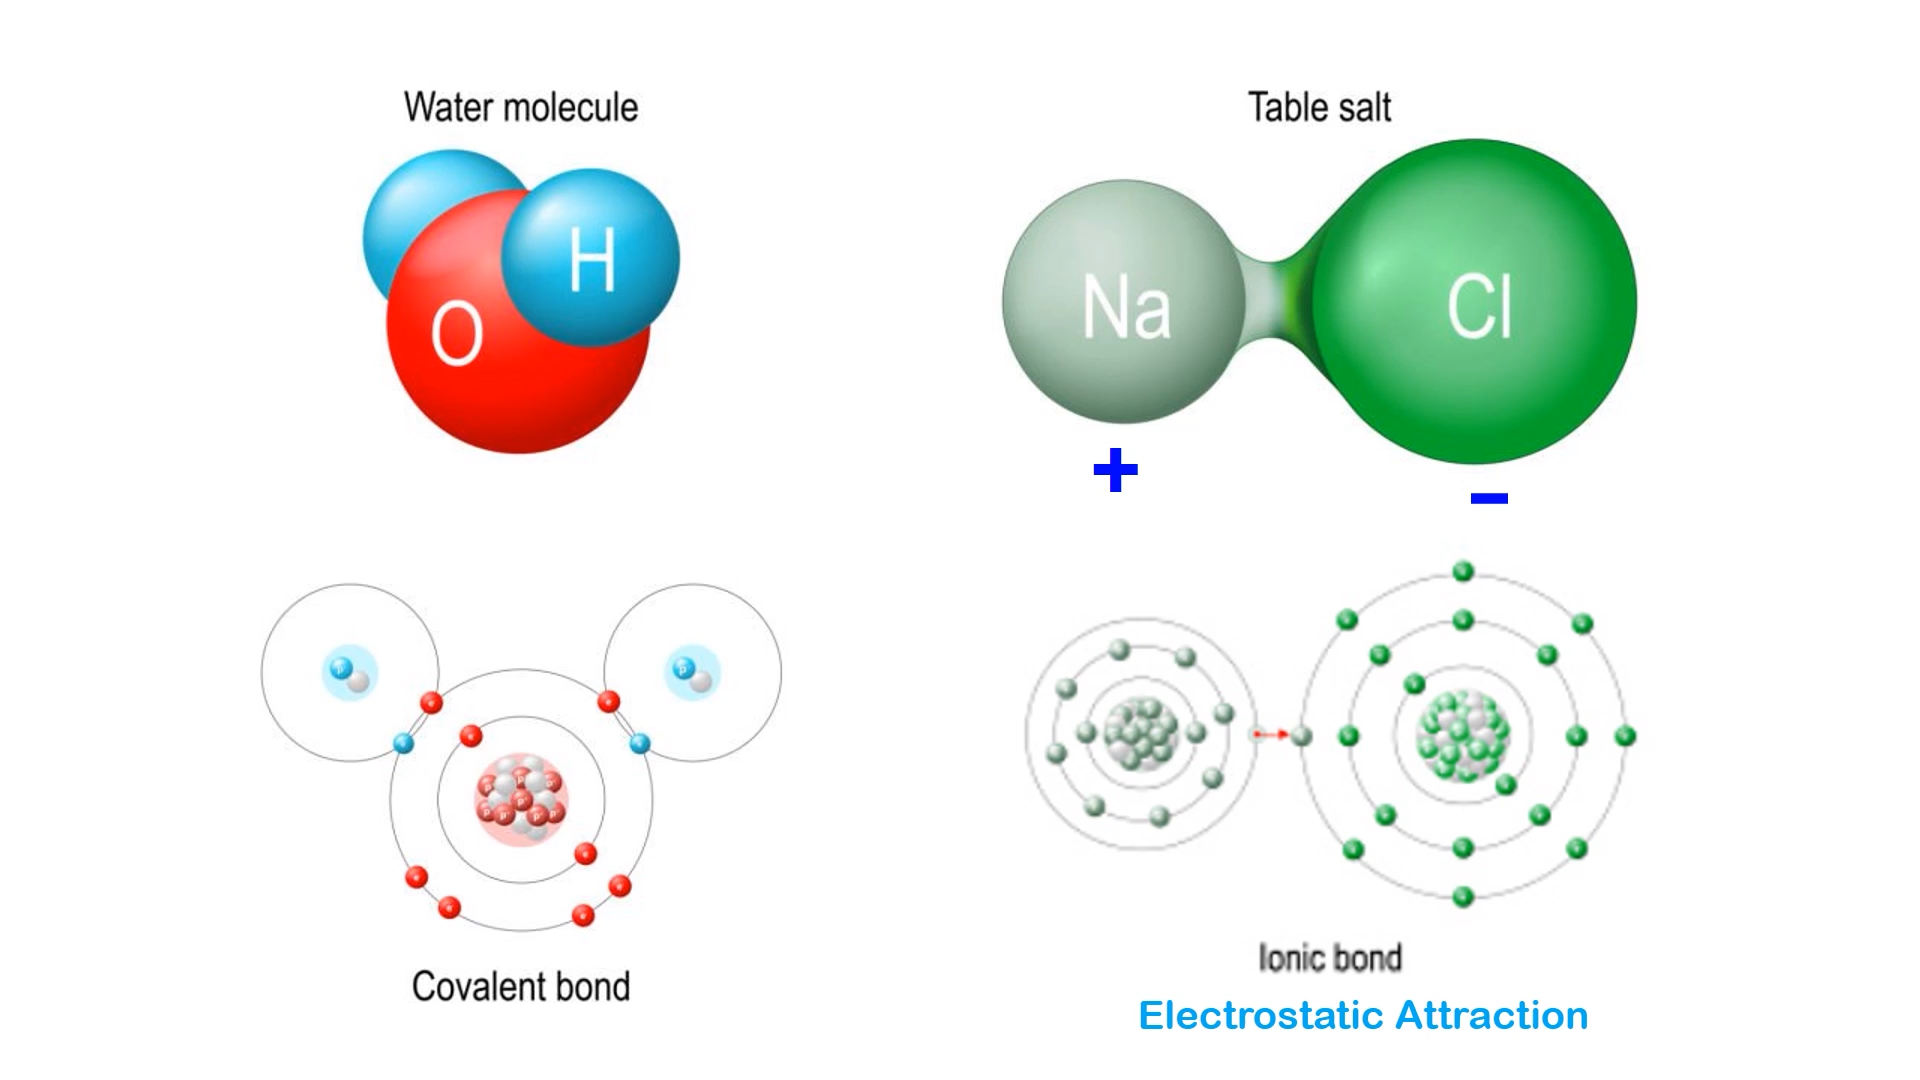 Water molecule
Table salt
H
O
Na
Cl
+
−
p
p
e
e
e
e
p
p
p
p
p
p
e
e
e
e
e
Covalent bond
Ionic bond
Electrostatic Attraction